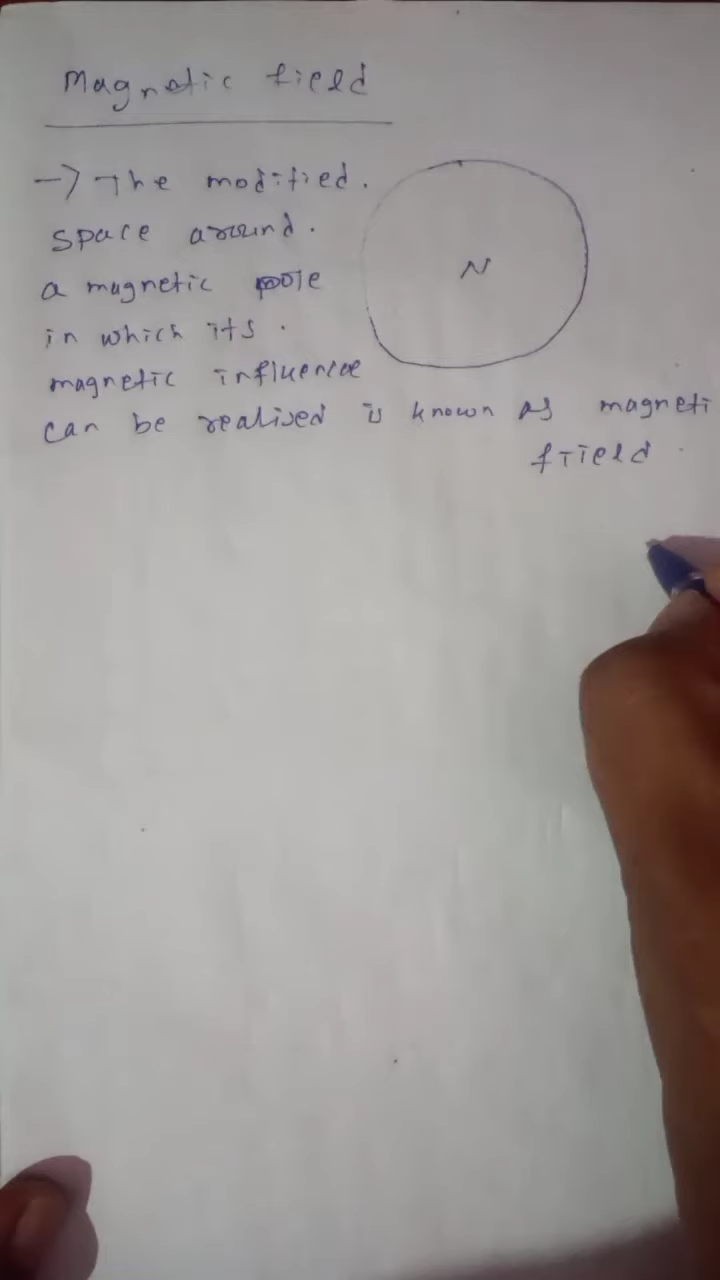 Magnetic field
→ The modified.
space around.
N
a magnetic pole
in which its.
magnetic influence
can be realised is known as magneti
fiield.